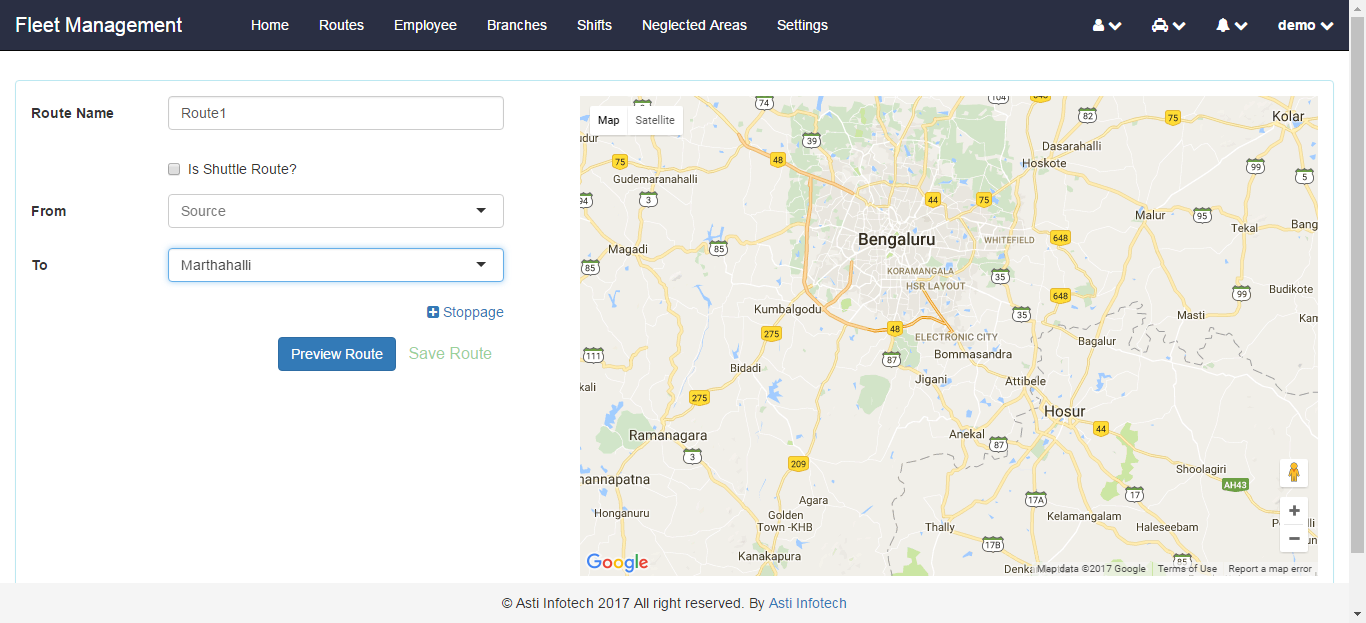 Fleet Management
Home Routes Employee Branches Shifts Neglected Areas Settings
demo
Route Name
Route1
Is Shuttle Route?
From
Source
To
Marthahalli
Stoppage
Preview Route Save Route
Map Satellite
74
104
82
75
Kolar
39
Dasarahalli
48
Hoskote
75
99
5
Gudemaranahalli
94
3
44
75
Malur
95
Tekal
Bang
Bengaluru
WHITEFIELD
648
Magadi
85
85
KORAMANGALA
35
HSR LAYOUT
648
99
Budikote
Kumbalgodu
35
Masti
Kam
275
48
ELECTRONIC CITY
Bagalur
111
87
Bommasandra
Bidadi
Jigani
Attibele
kali
275
Hosur
44
Ramanagara
Anekal
87
3
209
Shoolagiri
AH43
nannapatna
17A
17
Agara
Honganuru
Golden
Town -KHB
Thally
Kelamangalam
Haleseebam
17B
Kanakapura
85
Google
Map data ©2017 Google Terms of Use Report a map error
© Asti Infotech 2017 All right reserved. By Asti Infotech